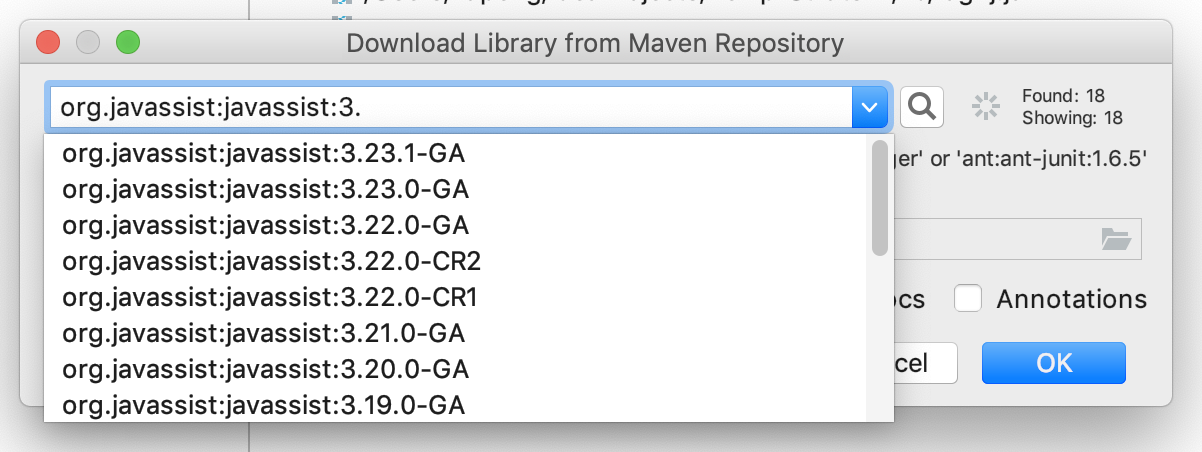 Download Library from Maven Repository
org.javassist:javassist:3.
Found: 18
Showing: 18
org.javassist:javassist:3.23.1-GA
ger' or 'ant:ant-junit:1.6.5'
org.javassist:javassist:3.23.0-GA
org.javassist:javassist:3.22.0-GA
org.javassist:javassist:3.22.0-CR2
org.javassist:javassist:3.22.0-CR1
ocs
Annotations
org.javassist:javassist:3.21.0-GA
org.javassist:javassist:3.20.0-GA
cel
OK
org.javassist:javassist:3.19.0-GA